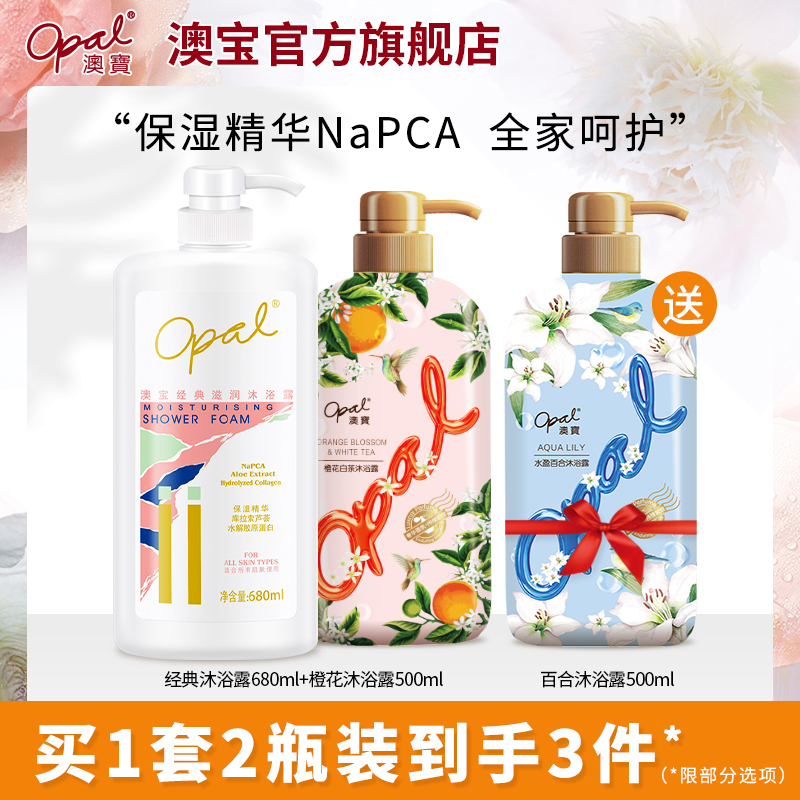 Opal®
澳寶
澳宝官方旗舰店
“保湿精华NaPCA 全家呵护”
Opal®
澳宝经典滋润沐浴露
MOISTURISING
SHOWER FOAM
NaPCA
Aloe Extract
Hydrolyzed Collagen
保湿精华
库拉索芦荟
水解胶原蛋白
FOR
ALL SKIN TYPES
适合所有肌肤使用
净含量:680ml
Opal
澳寶
ORANGE BLOSSOM
& WHITE TEA
橙花白茶沐浴露
Opal
送
Opal
澳寶
AQUA LILY
水盈百合沐浴露
Opal
经典沐浴露680ml+橙花沐浴露500ml
百合沐浴露500ml
买1套2瓶装到手3件*
(*限部分选项)